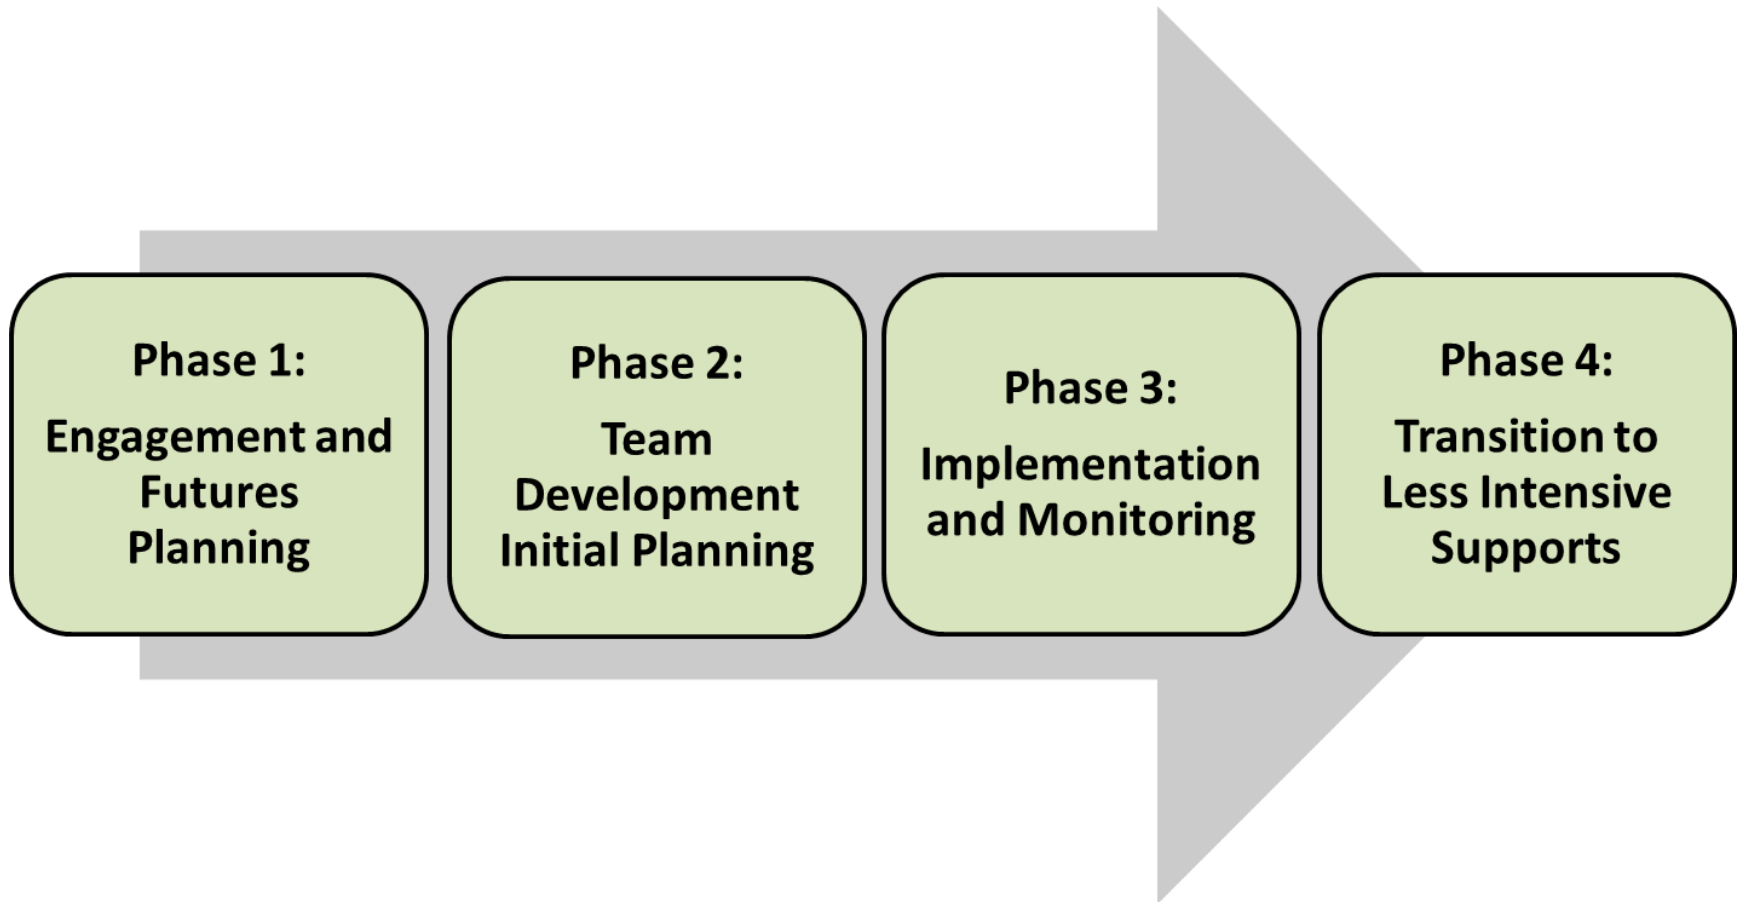 Phase 1:
Engagement and
Futures
Planning
Phase 2:
Team
Development
Initial Planning
Phase 3:
Implementation
and Monitoring
Phase 4:
Transition to
Less Intensive
Supports